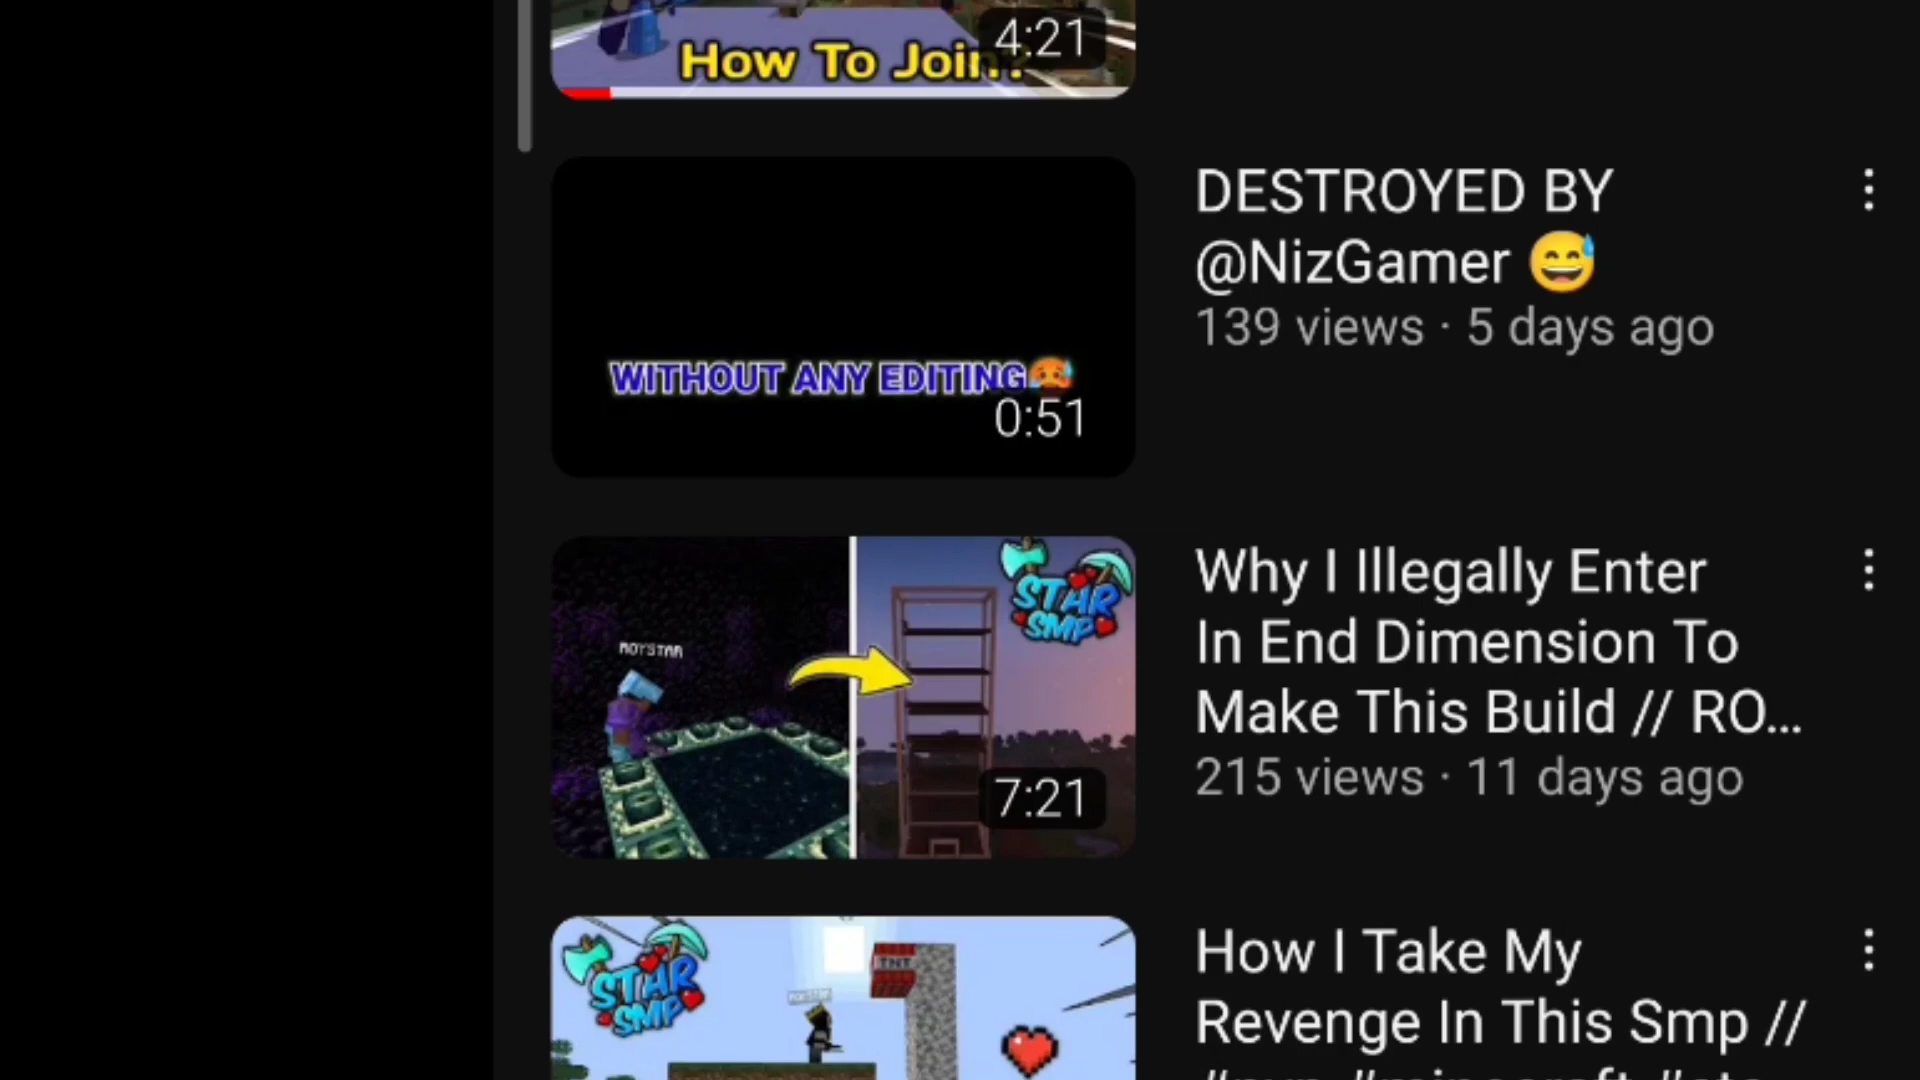 How To Join?
4:21
DESTROYED BY
@NizGamer 😅
139 views · 5 days ago
WITHOUT ANY EDITING🥵
0:51
Why I Illegally Enter
In End Dimension To
Make This Build // RO...
215 views · 11 days ago
STAR
SMP
ROYSTAR
7:21
How I Take My
Revenge In This Smp //
STAR
SMP
TNT